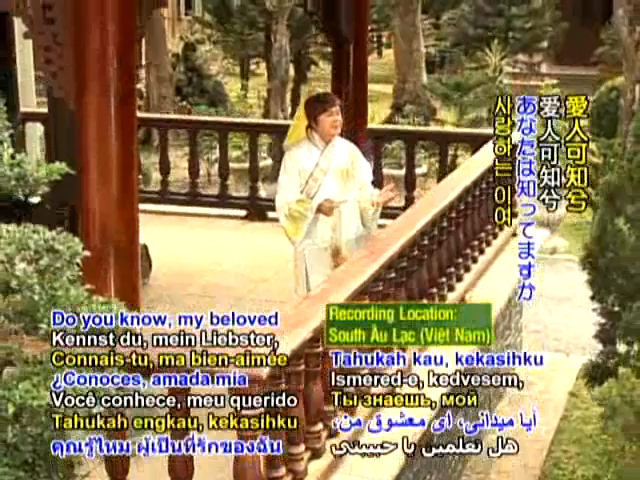 愛人可知兮
愛人可知兮
あなたは知ってますか
사랑하는 이여
Do you know, my beloved
Kennst du, mein Liebster,
Connais-tu, ma bien-aimée
¿Conoces, amada mía
Você conhece, meu querido
Tahukah engkau, kekasihku
คุณรู้ไหม ผู้เป็นที่รักของฉัน
Recording Location:
South Âu Lạc (Việt Nam)
Tahukah kau, kekasihku
Ismered-e, kedvesem,
Ты знаешь, мой
آیا میدانی، ای معشوق من،
هل تعلمين يا حبيبتي